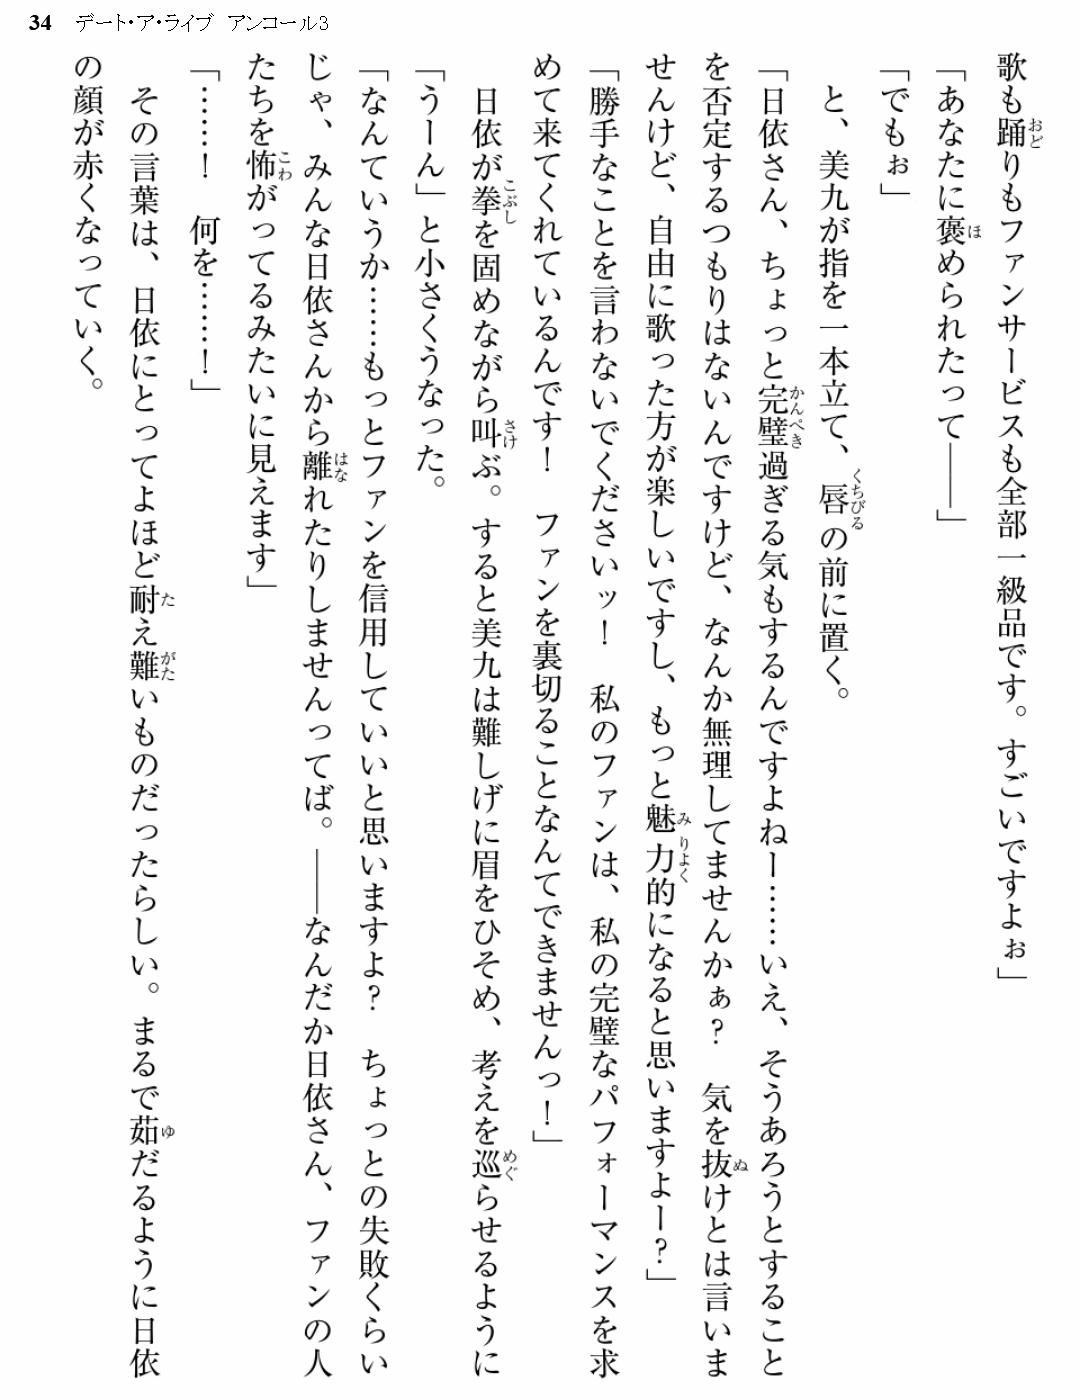 34 デート・ア・ライブ　アンコール3
歌も踊りもファンサービスも全部一級品です。すごいですよぉ」
「あなたに褒められたって――」
「でもぉ」
　と、美九が指を一本立て、唇の前に置く。
「日依さん、ちょっと完璧過ぎる気もするんですよねー……いえ、そうあろうとすること
を否定するつもりはないんですけど、なんか無理してませんかぁ？　気を抜けとは言いま
せんけど、自由に歌った方が楽しいですし、もっと魅力的になると思いますよー？」
「勝手なことを言わないでくださいッ！　私のファンは、私の完璧なパフォーマンスを求
めて来てくれているんです！　ファンを裏切ることなんてできませんっ！」
　日依が拳を固めながら叫ぶ。すると美九は難しげに眉をひそめ、考えを巡らせるように
「うーん」と小さくうなった。
「なんていうか……もっとファンを信用していいと思いますよ？　ちょっとの失敗くらい
じゃ、みんな日依さんから離れたりしませんってば。――なんだか日依さん、ファンの人
たちを怖がってるみたいに見えます」
「……！　何を……！」
　その言葉は、日依にとってよほど耐え難いものだったらしい。まるで茹だるように日依
の顔が赤くなっていく。